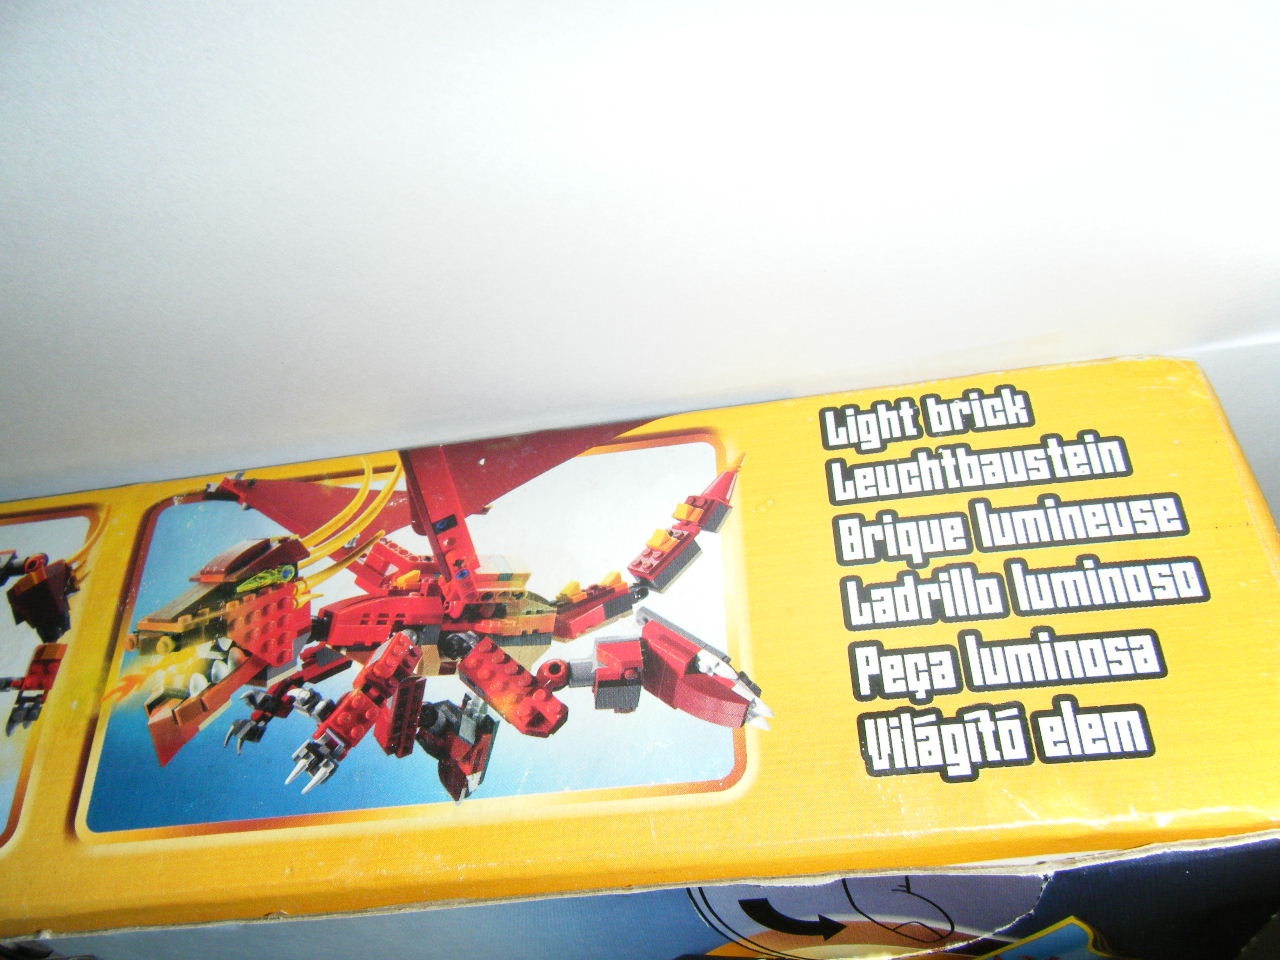 Light brick
Leuchtbaustein
Brique lumineuse
Ladrillo luminoso
Peça luminosa
Világító elem